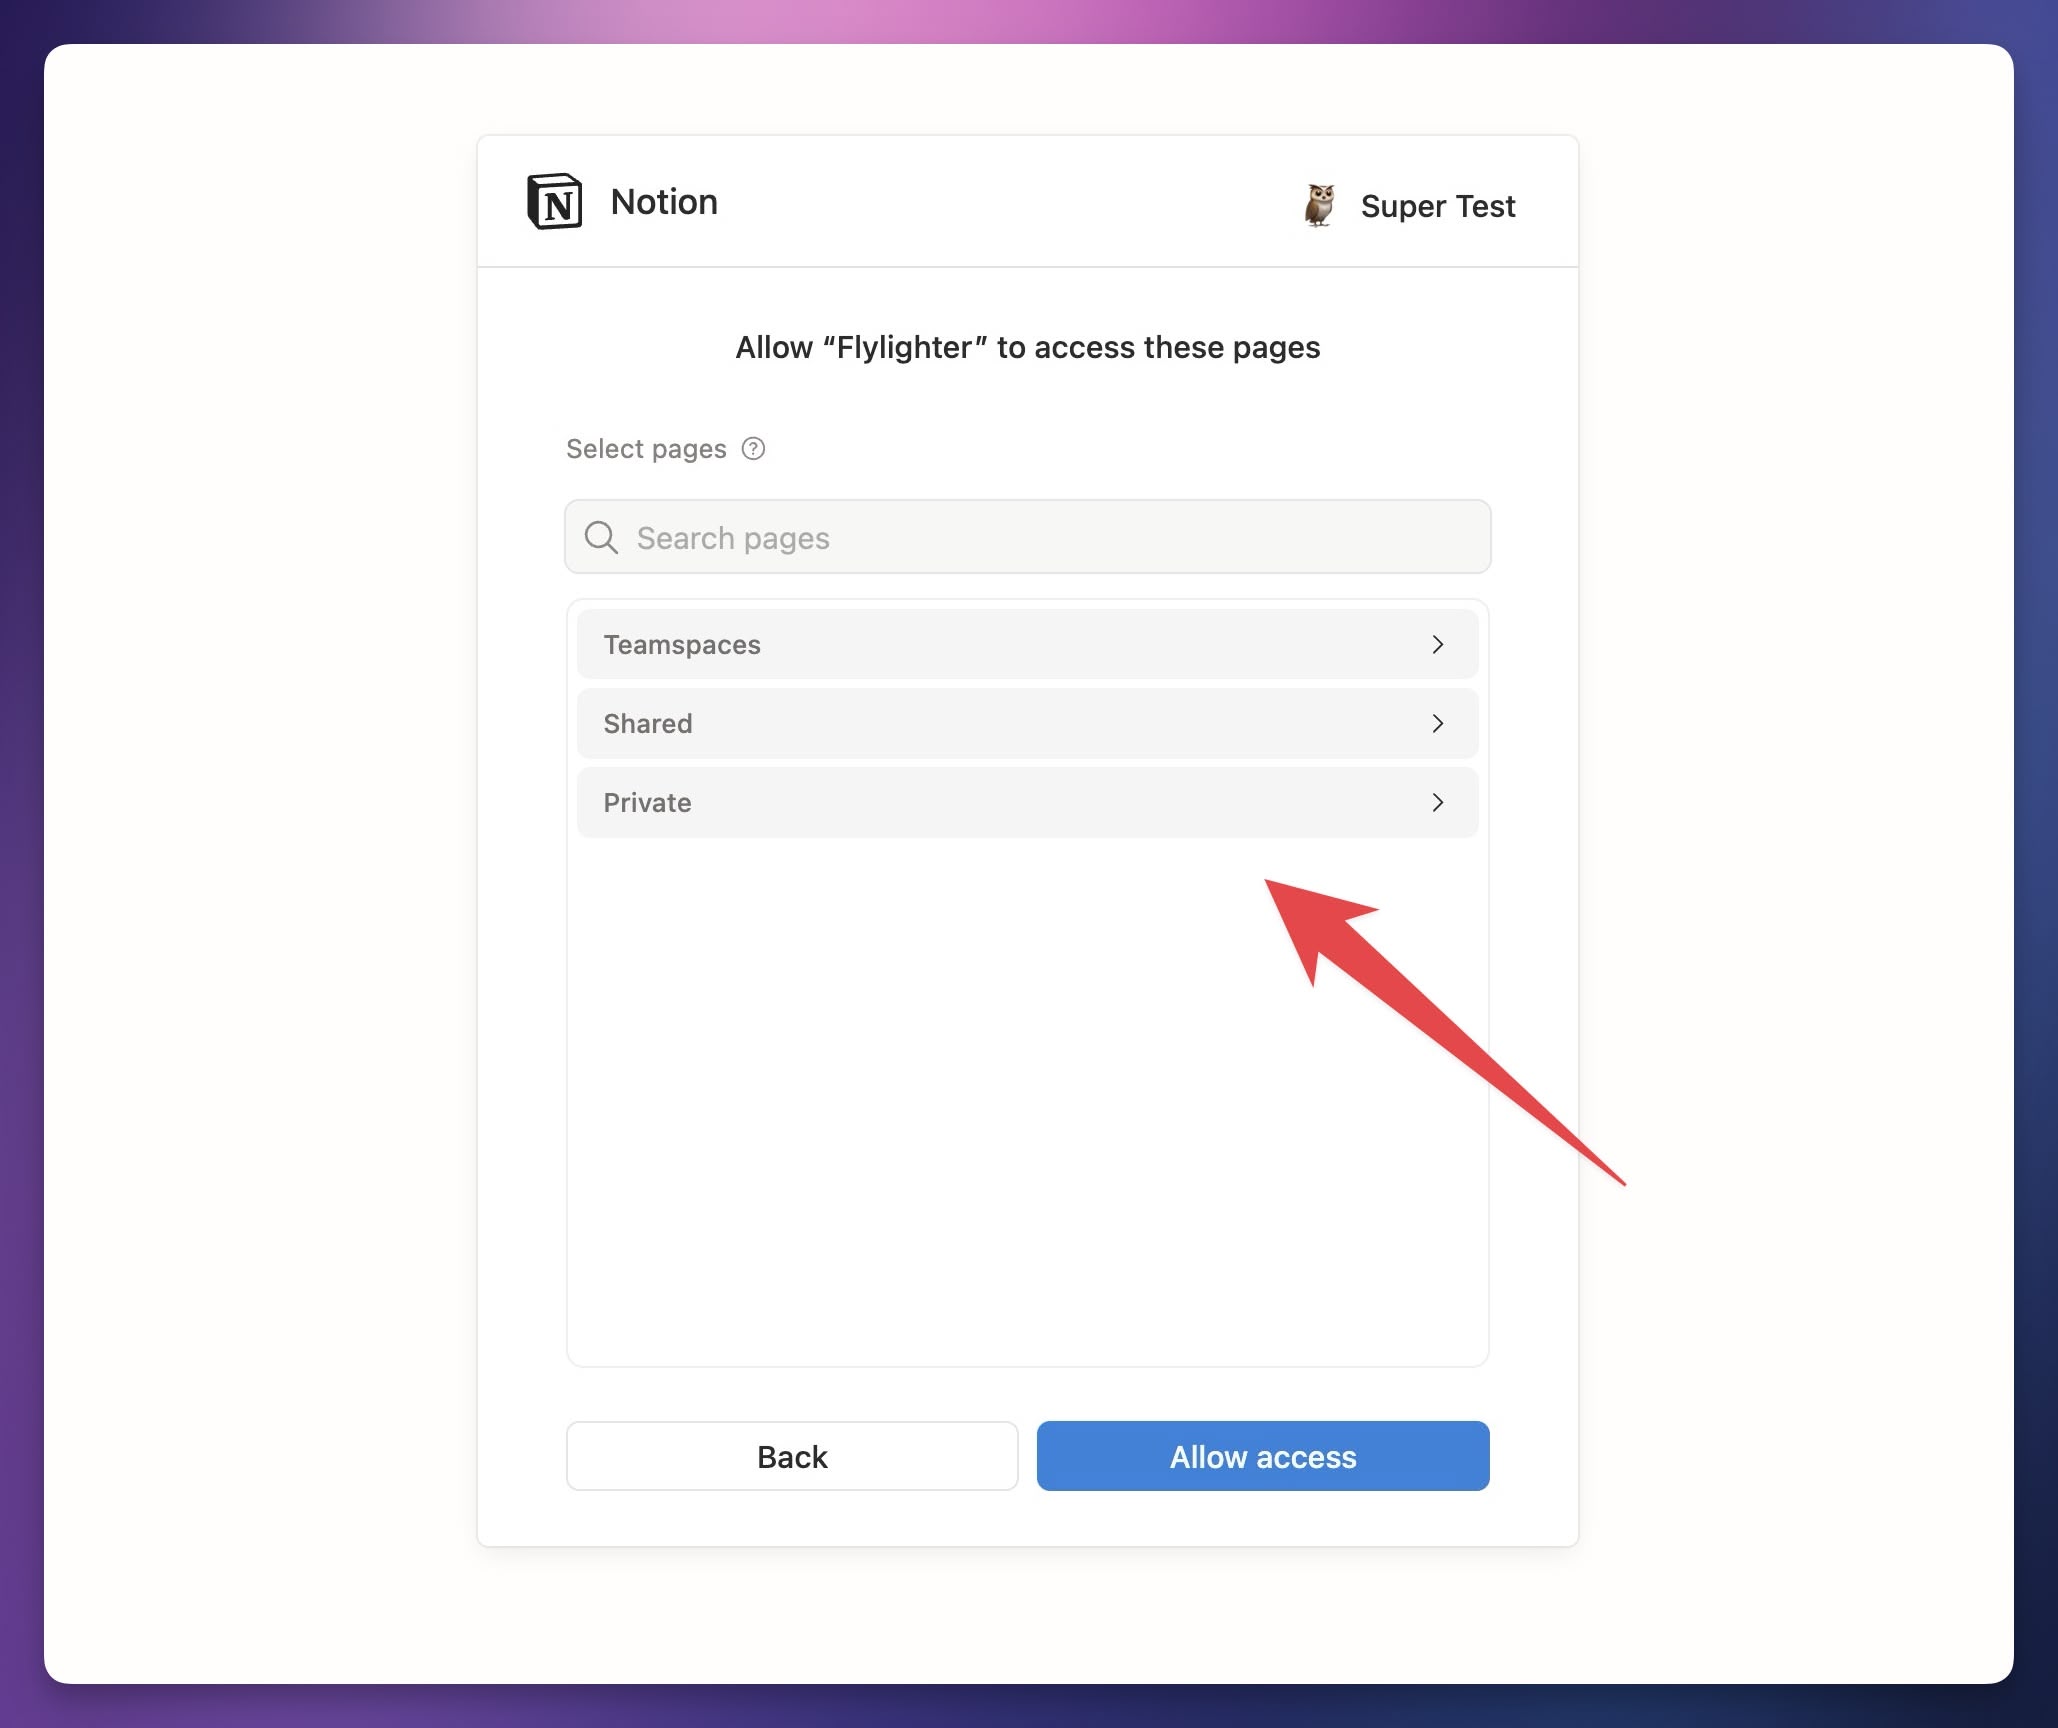 Notion
Super Test
Allow “Flylighter” to access these pages
Select pages ?
Search pages
Teamspaces
Shared
Private
Back
Allow access